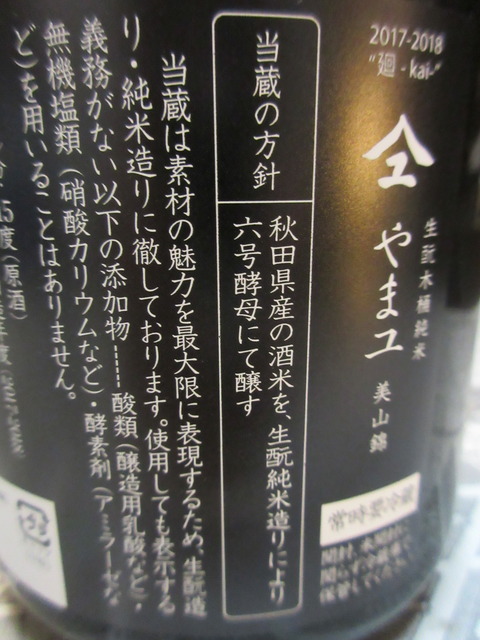 2017-2018
"廻 - kai-"
仝
やまユ
生酛木桶純米
美山錦
常時要冷蔵
当蔵の方針
秋田県産の酒米を、生酛純米造りにより
六号酵母にて醸す
当蔵は素材の魅力を最大限に表現するため、生酛造
り・純米造りに徹しております。使用しても表示する
義務がない以下の添加物┄┄酸類（醸造用乳酸など）・
無機塩類（硝酸カリウムなど）・酵素剤（アミラーゼな
ど）を用いることはありません。
15度（原酒）